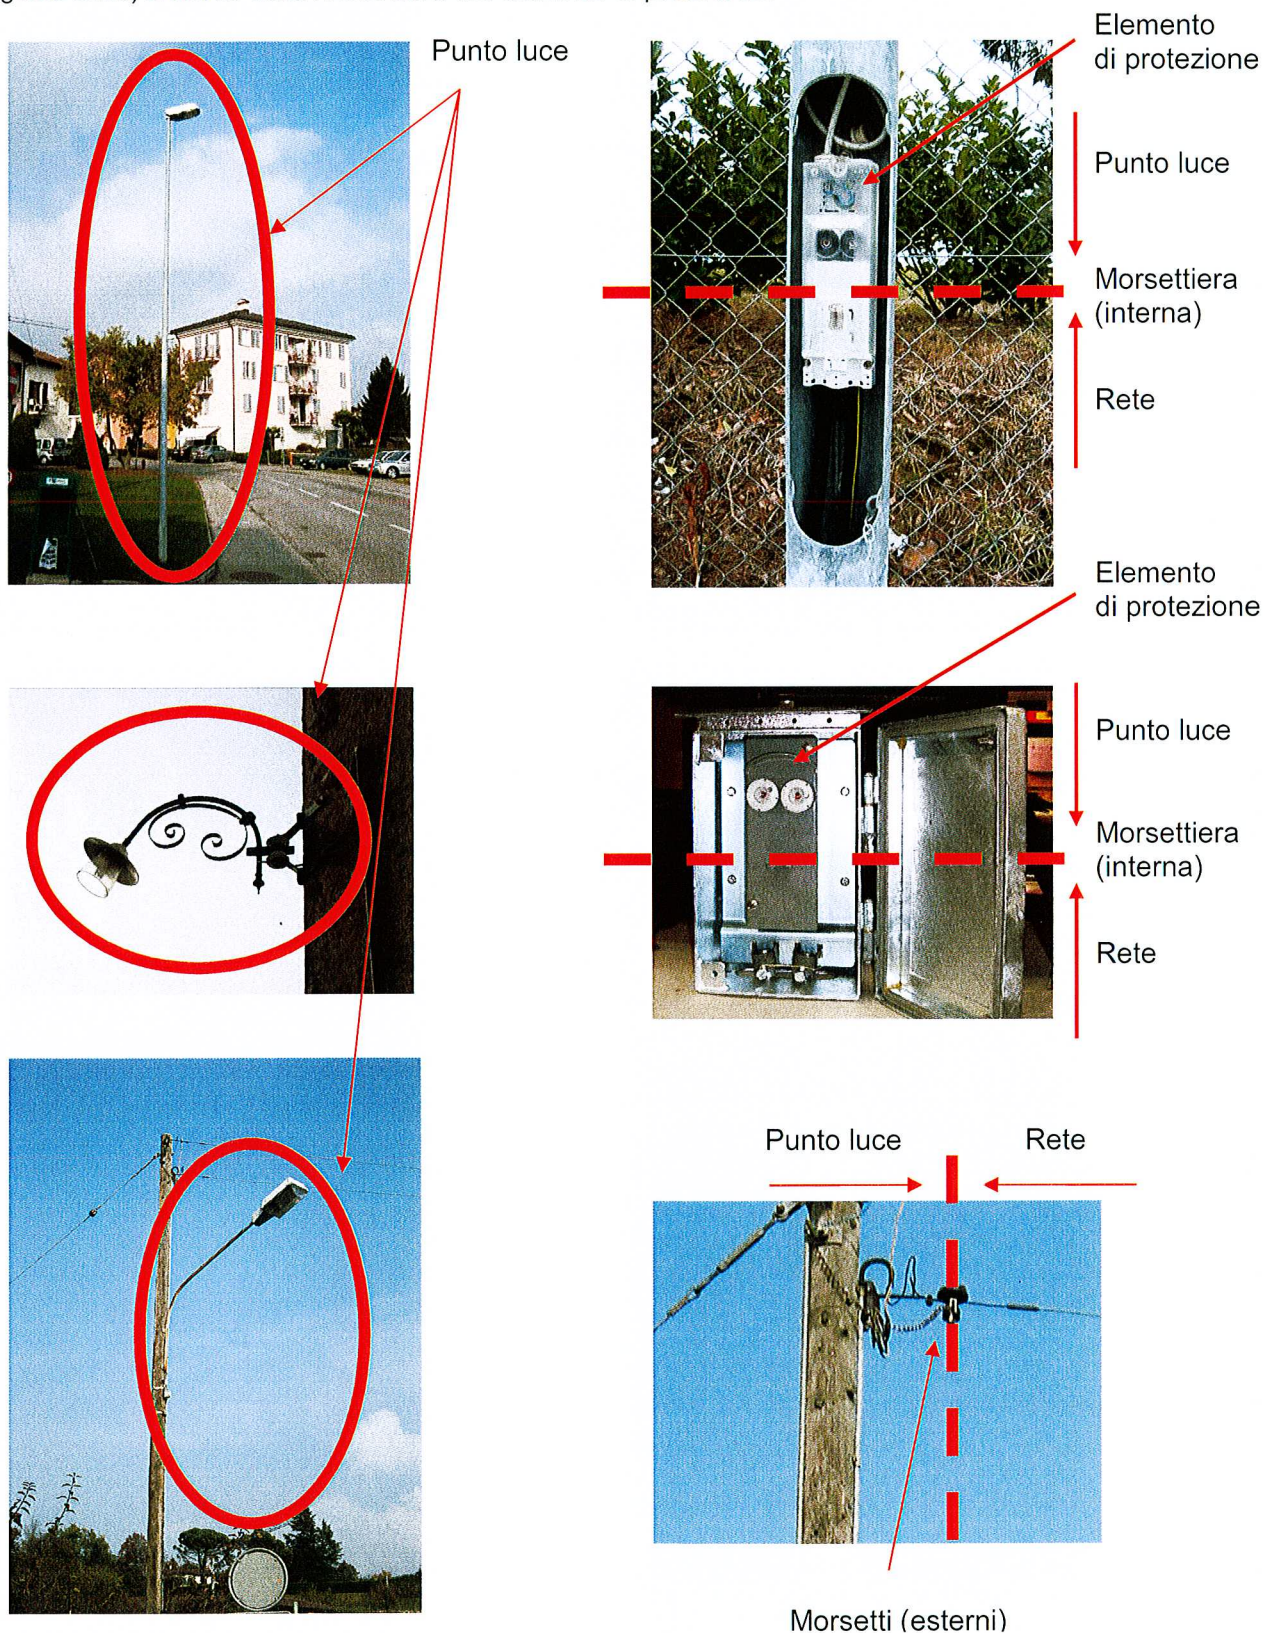 Punto luce
Elemento
di protezione
Punto luce
Morsettiera
(interna)
Rete
Elemento
di protezione
Punto luce
Morsettiera
(interna)
Rete
Punto luce
Rete
Morsetti (esterni)